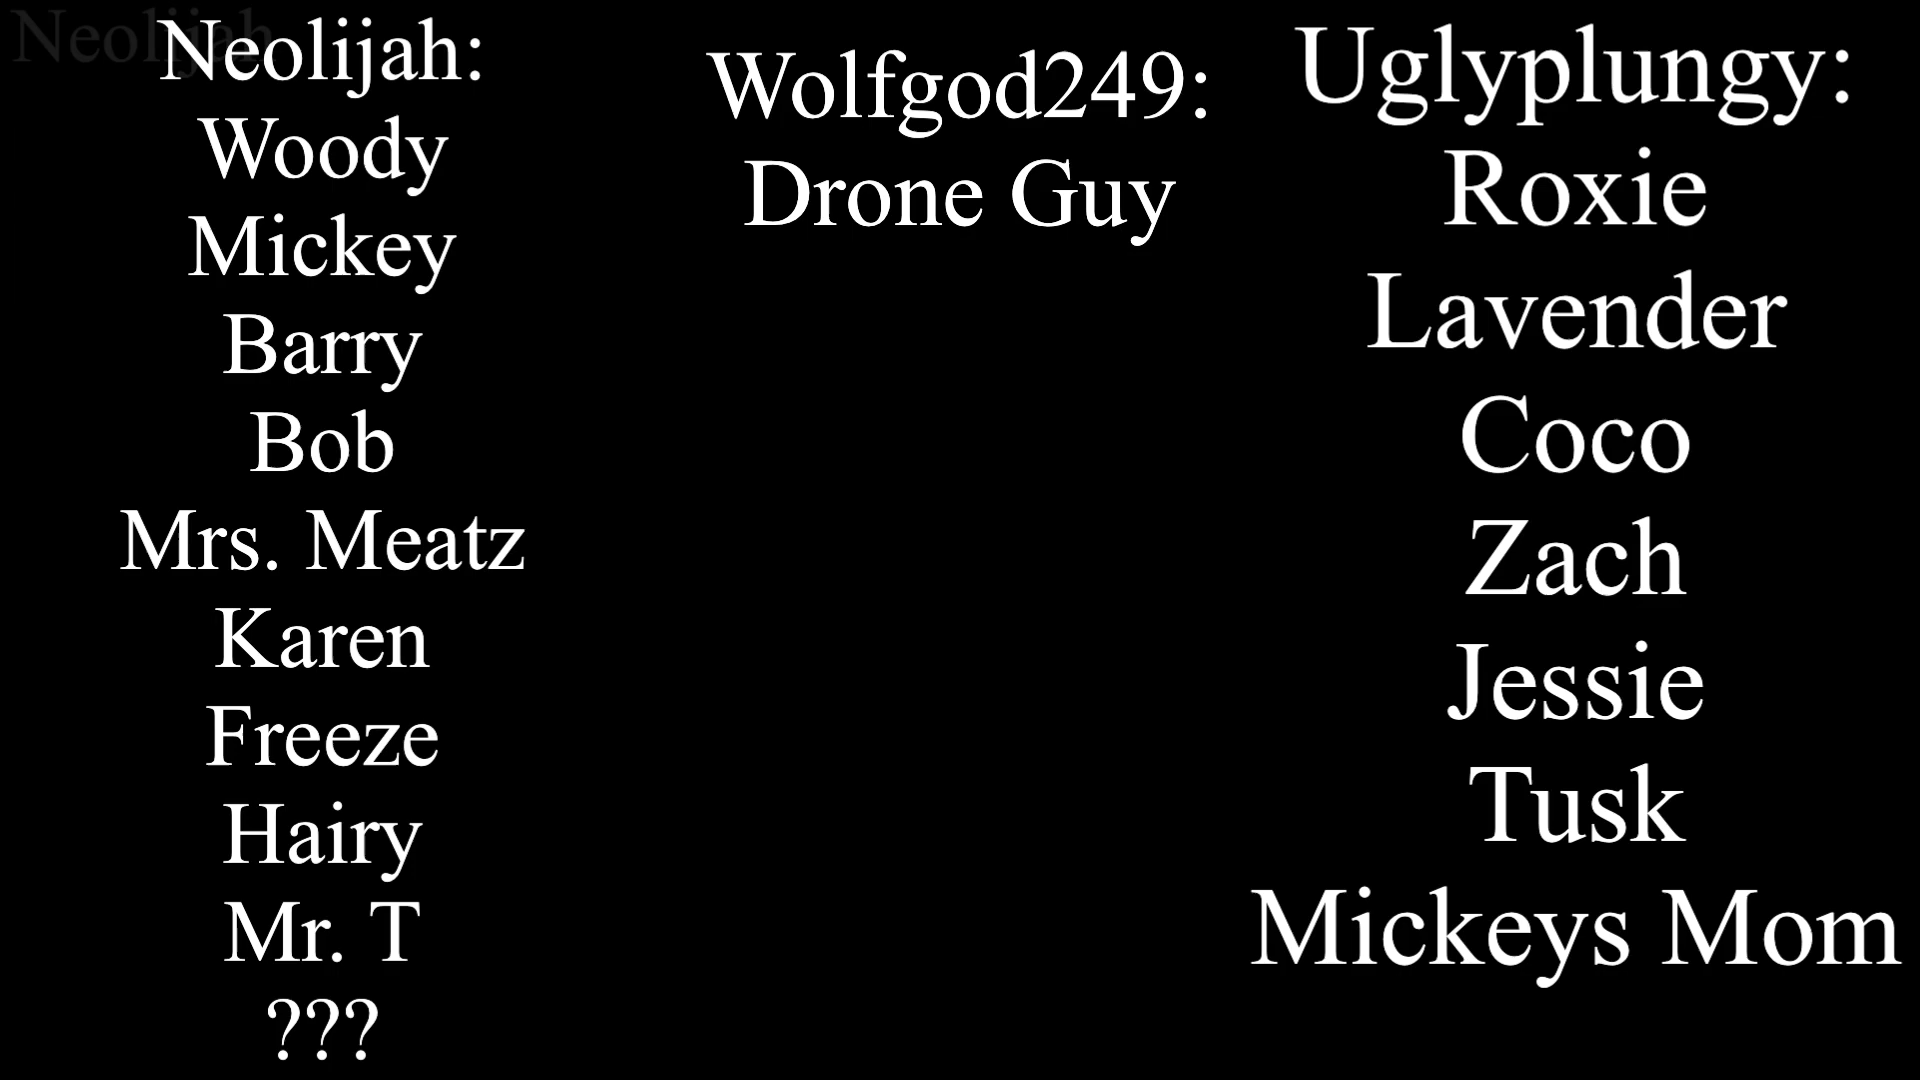 Neolijah
Neolijah:
Woody
Mickey
Barry
Bob
Mrs. Meatz
Karen
Freeze
Hairy
Mr. T
???
Wolfgod249:
Drone Guy
Uglyplungy:
Roxie
Lavender
Coco
Zach
Jessie
Tusk
Mickeys Mom